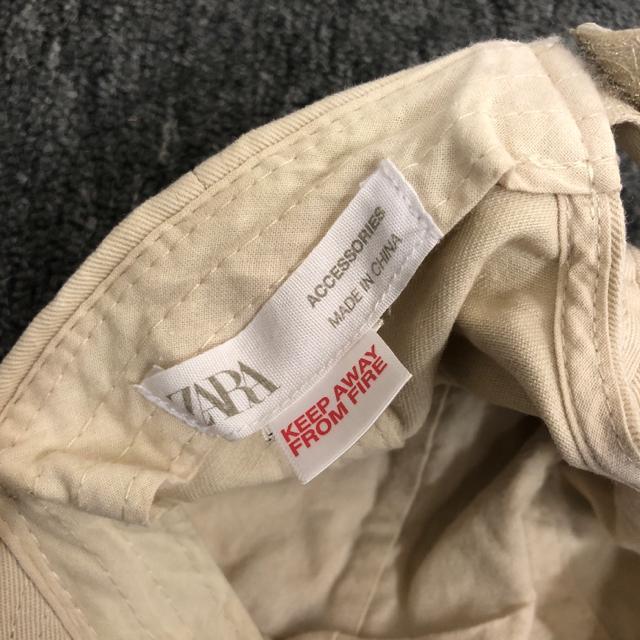 ZARA
ACCESSORIES
MADE IN CHINA
KEEP AWAY
FROM FIRE